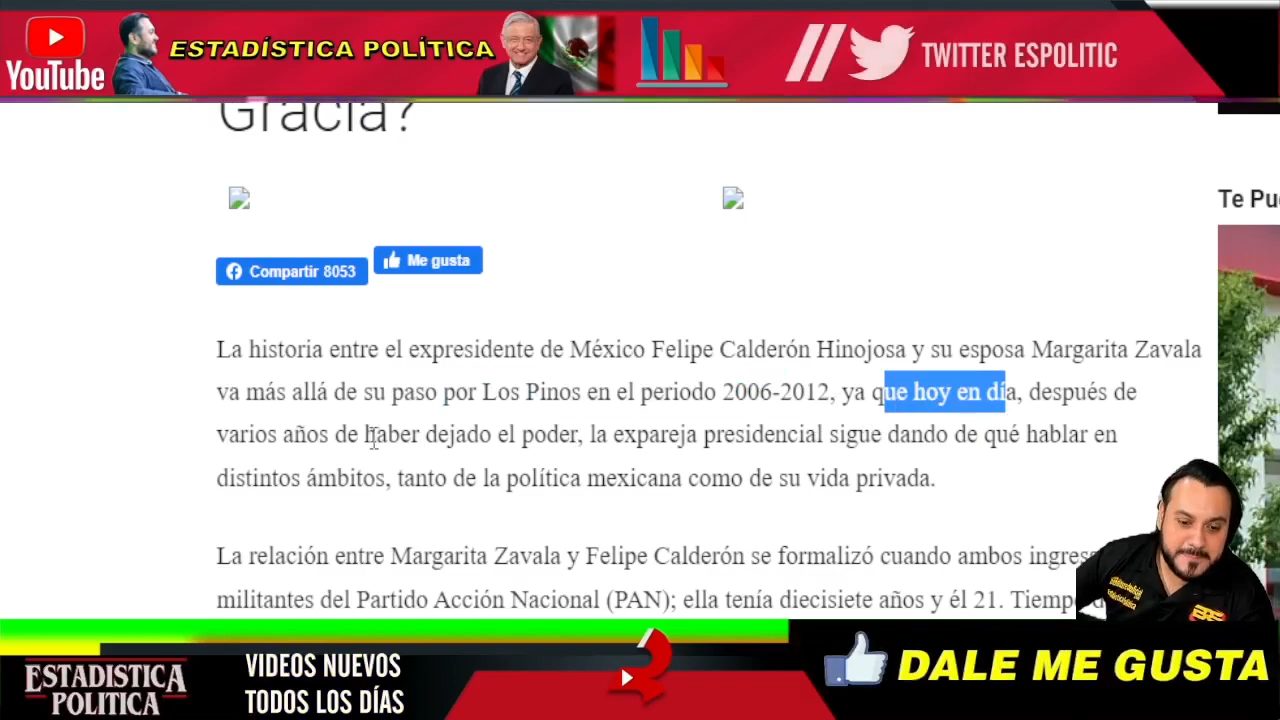 YouTube
ESTADÍSTICA POLÍTICA
TWITTER ESPOLITIC
Gracia?
Te Pu
Compartir 8053
Me gusta
La historia entre el expresidente de México Felipe Calderón Hinojosa y su esposa Margarita Zavala
va más allá de su paso por Los Pinos en el periodo 2006-2012, ya que hoy en día, después de
varios años de haber dejado el poder, la expareja presidencial sigue dando de qué hablar en
distintos ámbitos, tanto de la política mexicana como de su vida privada.
La relación entre Margarita Zavala y Felipe Calderón se formalizó cuando ambos ingres
militantes del Partido Acción Nacional (PAN); ella tenía diecisiete años y él 21. Tiemp
ESTADISTICA
POLÍTICA
VIDEOS NUEVOS
TODOS LOS DÍAS
DALE ME GUSTA